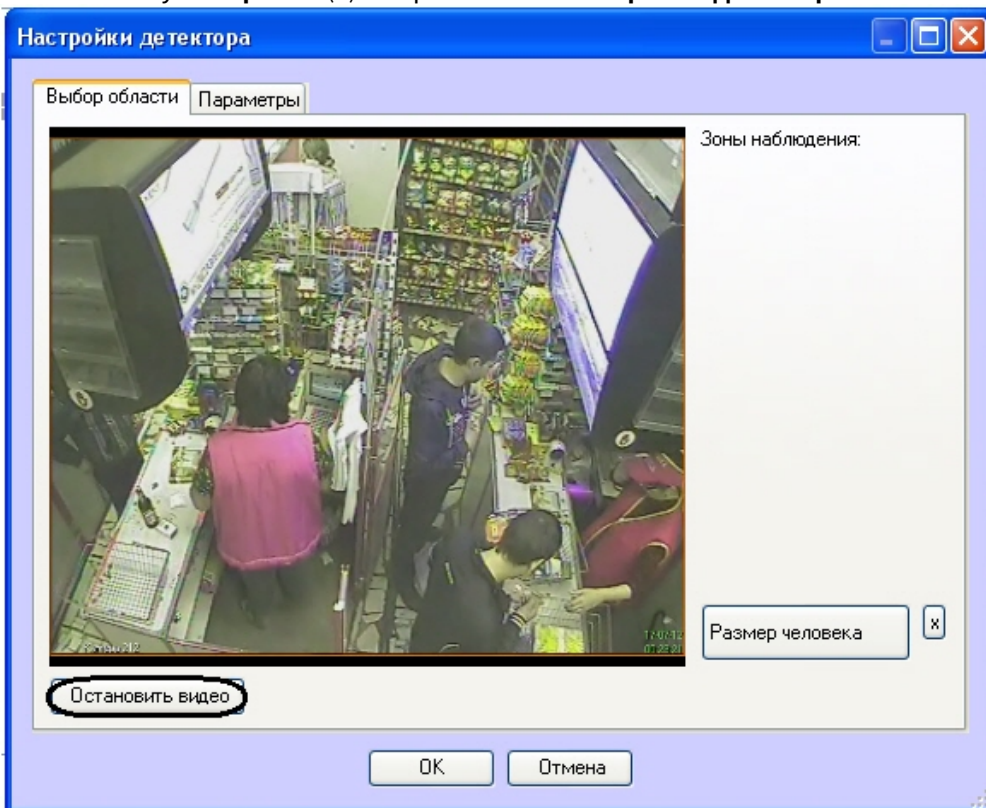 Настройки детектора
Выбор области Параметры
Зоны наблюдения:
Размер человека x
Остановить видео
OK Отмена